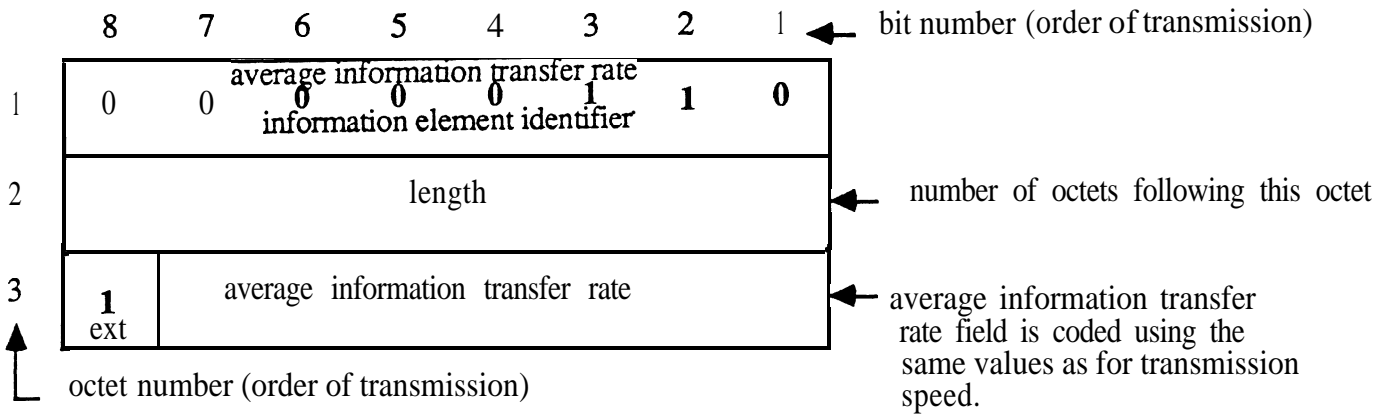 8 7 6 5 4 3 2 1 bit number (order of transmission)
average information transfer rate
1 0 0 0 0 0 1 1 0
information element identifier
2 length number of octets following this octet
3 1 average information transfer rate average information transfer
ext rate field is coded using the
same values as for transmission
octet number (order of transmission) speed.